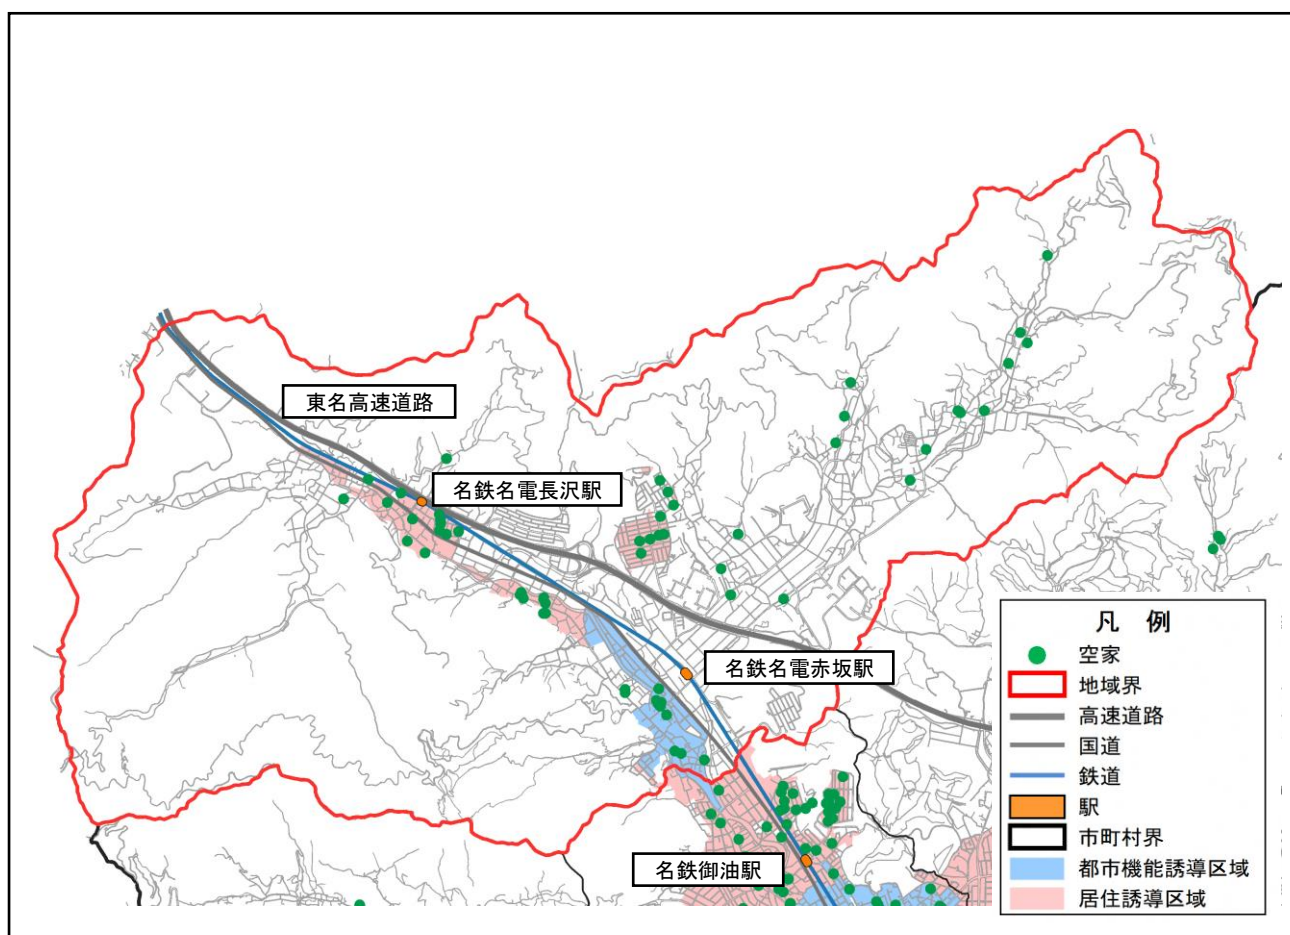 東名高速道路
名鉄名電長沢駅
名鉄名電赤坂駅
名鉄御油駅
凡 例
空家
地域界
高速道路
国道
鉄道
駅
市町村界
都市機能誘導区域
居住誘導区域